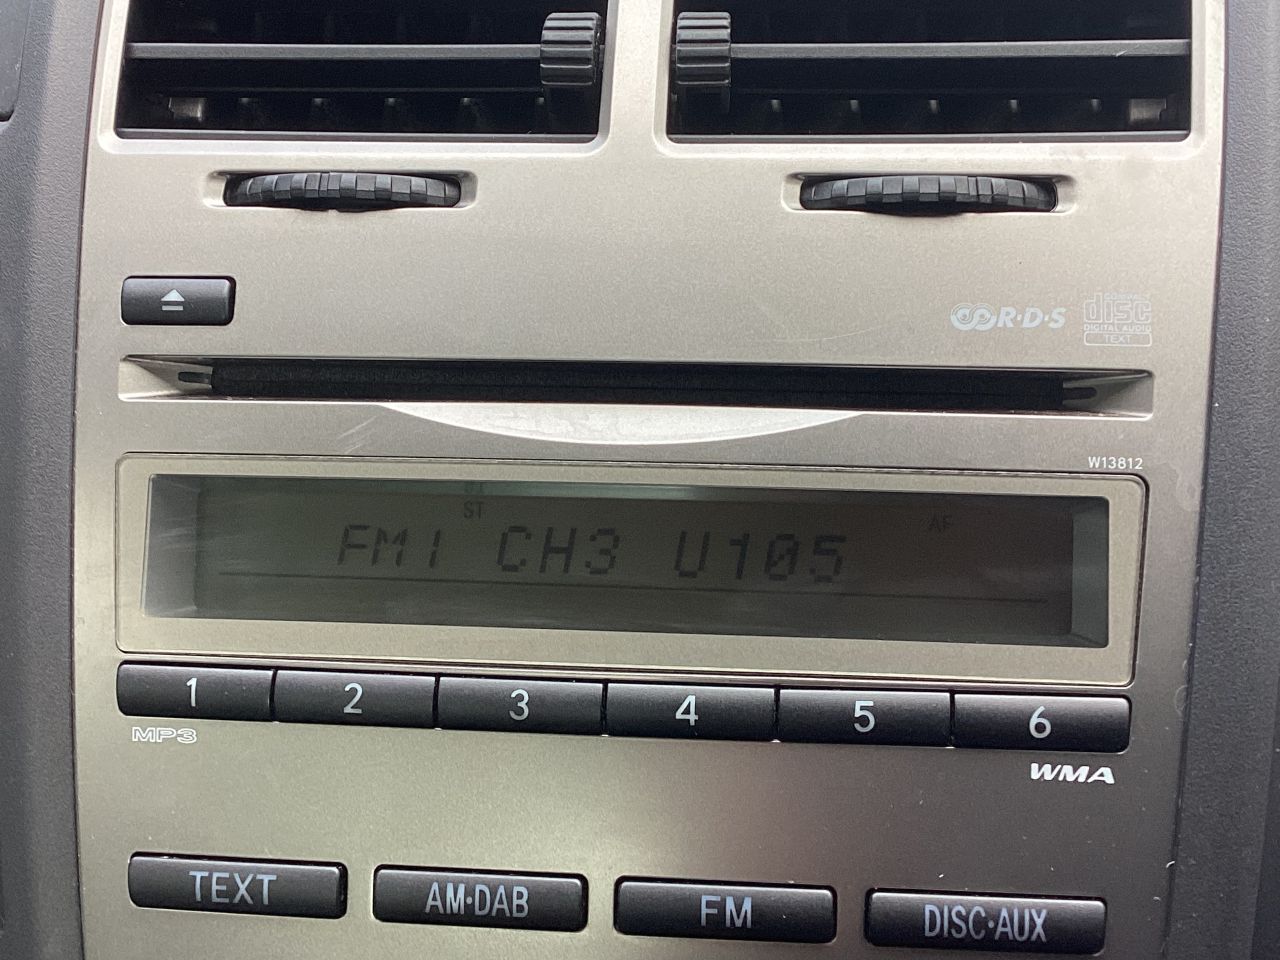 R·D·S
COMPACT
disc
DIGITAL AUDIO
TEXT
W13812
ST
AF
FM1 CH3 U105
1 2 3 4 5 6
MP3
WMA
TEXT AM·DAB FM DISC·AUX